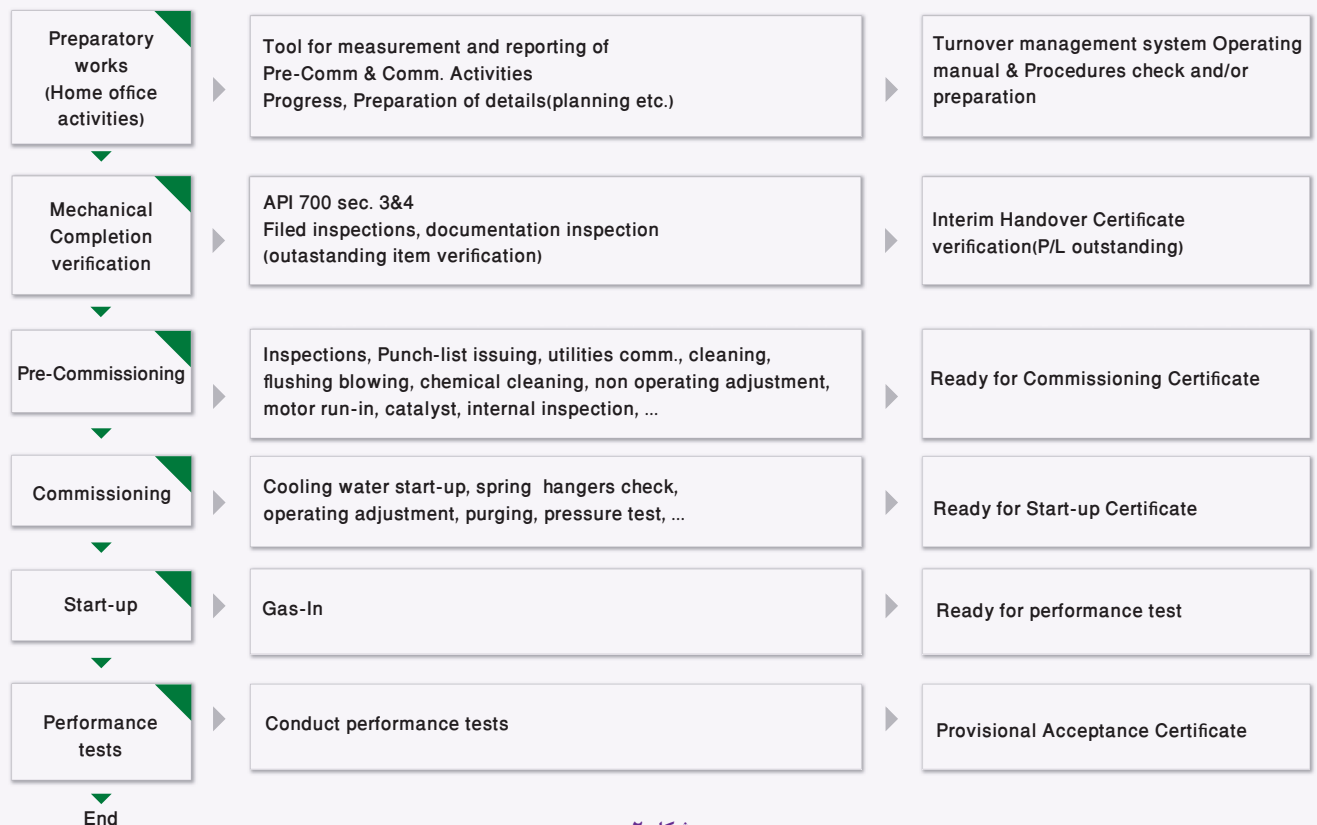 Preparatory
works
(Home office
activities)
Tool for measurement and reporting of
Pre-Comm & Comm. Activities
Progress, Preparation of details(planning etc.)
Turnover management system Operating
manual & Procedures check and/or
preparation
Mechanical
Completion
verification
API 700 sec. 3&4
Filed inspections, documentation inspection
(outastanding item verification)
Interim Handover Certificate
verification(P/L outstanding)
Pre-Commissioning
Inspections, Punch-list issuing, utilities comm., cleaning,
flushing blowing, chemical cleaning, non operating adjustment,
motor run-in, catalyst, internal inspection, ...
Ready for Commissioning Certificate
Commissioning
Cooling water start-up, spring hangers check,
operating adjustment, purging, pressure test, ...
Ready for Start-up Certificate
Start-up
Gas-In
Ready for performance test
Performance
tests
Conduct performance tests
Provisional Acceptance Certificate
End